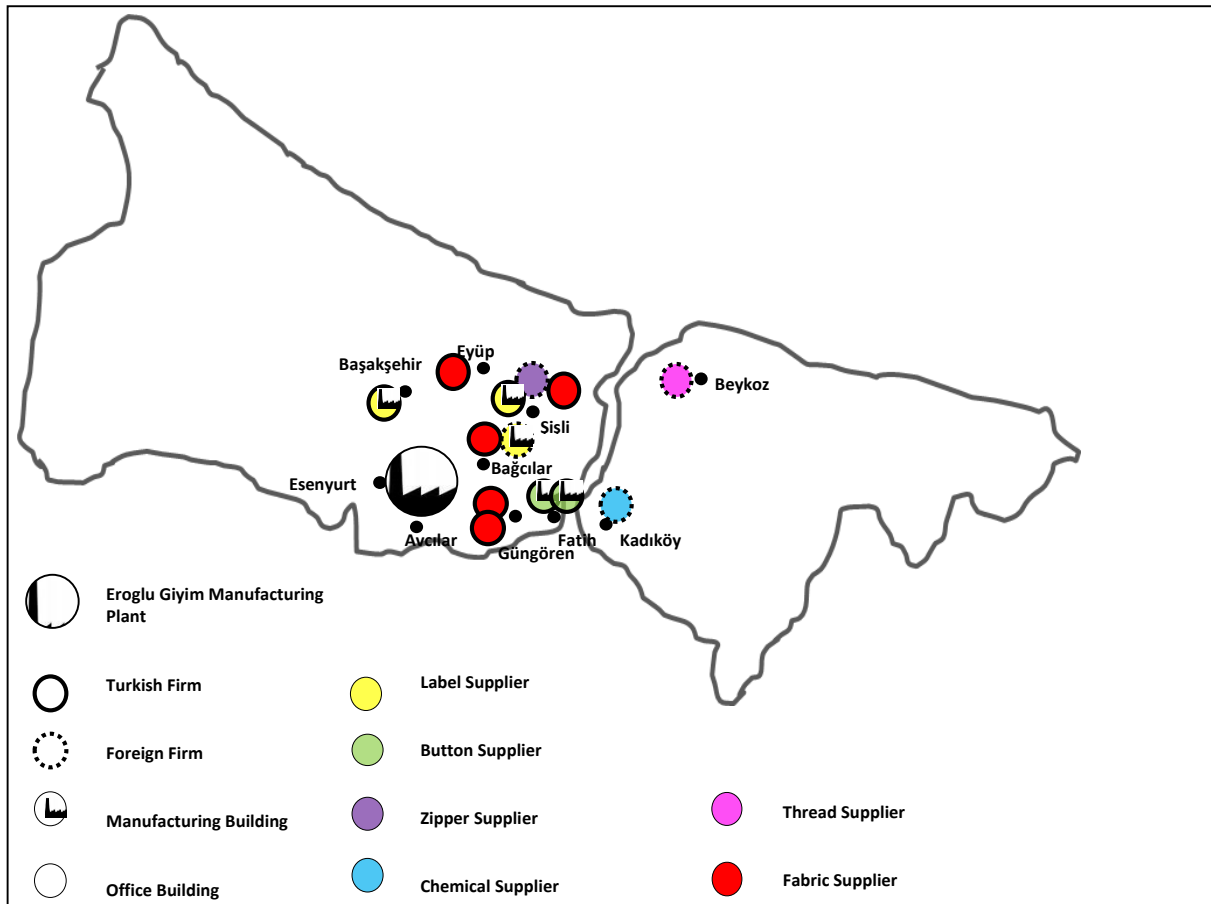 Eyüp
Başakşehir
Beykoz
Şisli
Bağcılar
Esenyurt
Avcılar
Güngören
Fatih
Kadıköy
Eroglu Giyim Manufacturing
Plant
Turkish Firm
Label Supplier
Foreign Firm
Button Supplier
Manufacturing Building
Zipper Supplier
Thread Supplier
Office Building
Chemical Supplier
Fabric Supplier